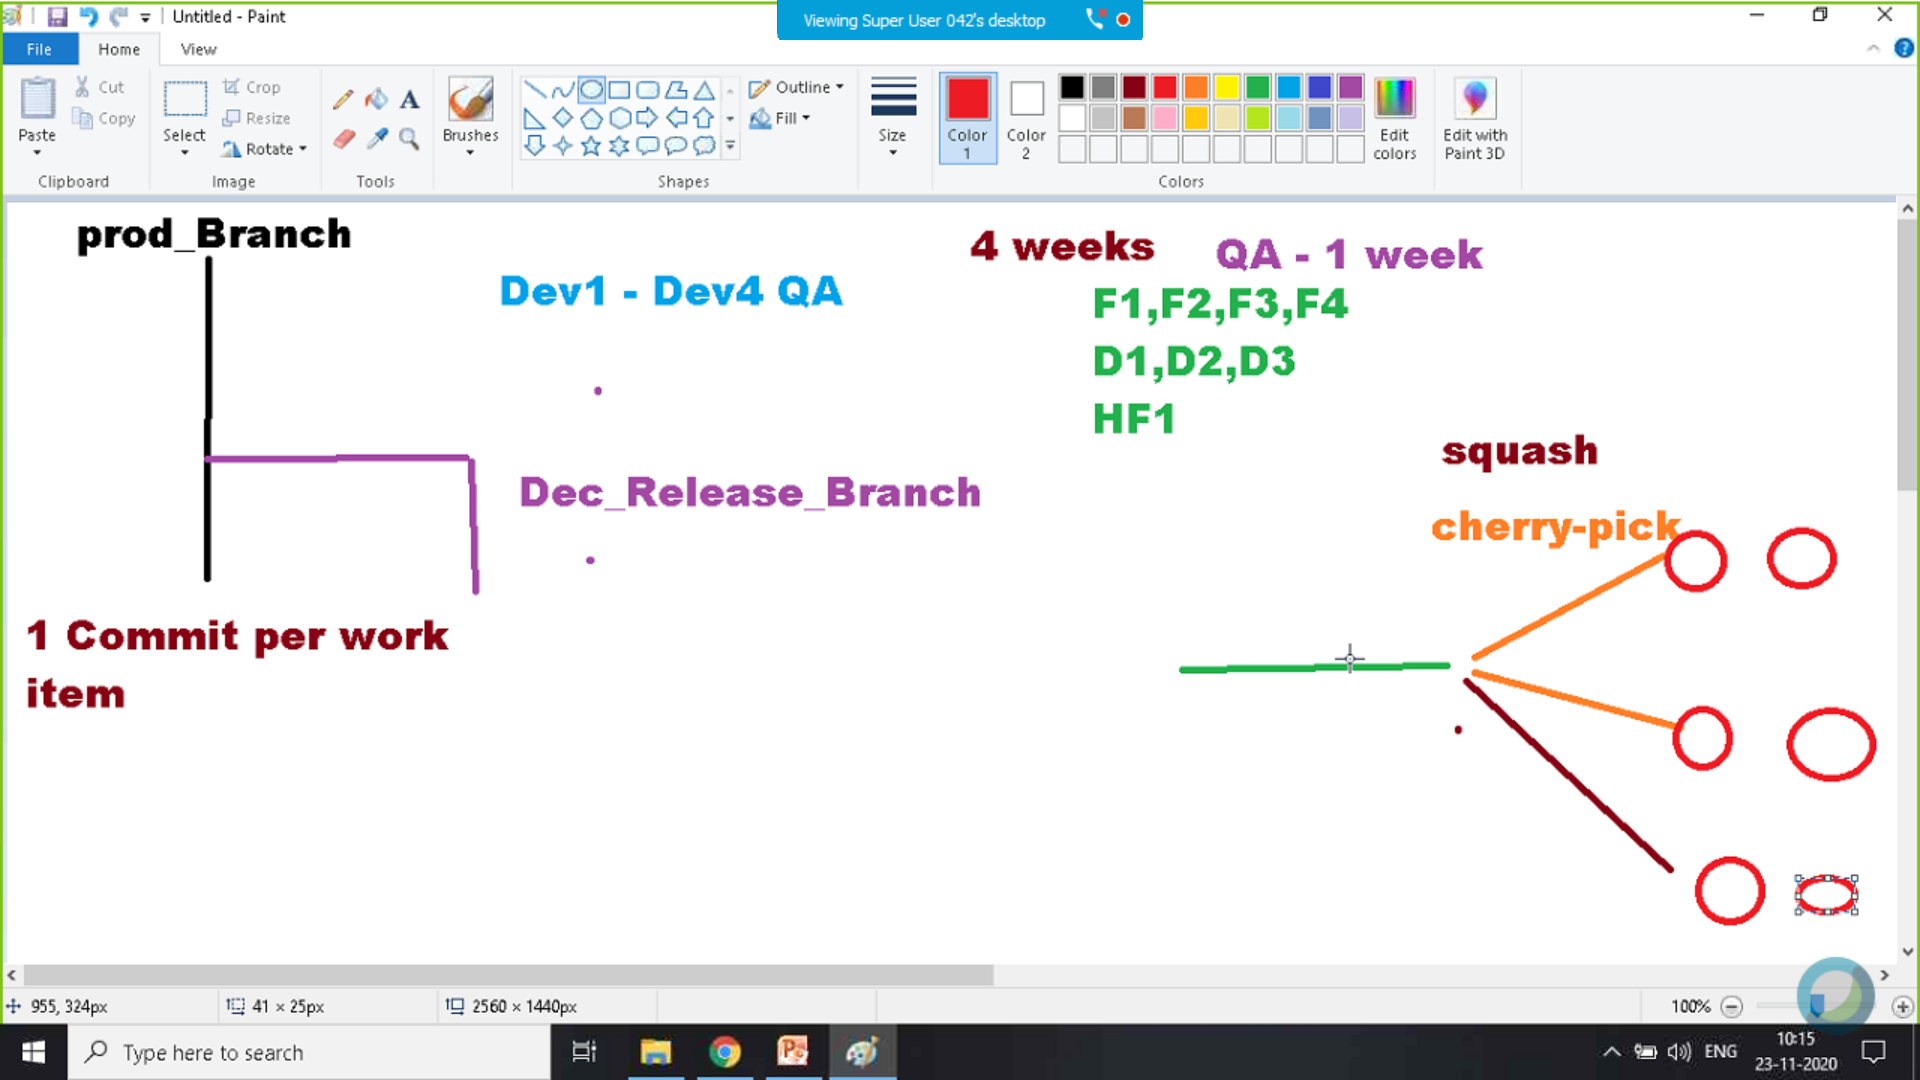 Untitled - Paint
Viewing Super User 042's desktop
File
Home
View
Paste
Cut
Copy
Clipboard
Select
Crop
Resize
Rotate
Image
A
Tools
Brushes
Shapes
Outline
Fill
Size
Color 1
Color 2
Edit colors
Edit with Paint 3D
Colors
prod_Branch
4 weeks
QA - 1 week
Dev1 - Dev4 QA
F1,F2,F3,F4
D1,D2,D3
HF1
squash
Dec_Release_Branch
cherry-pick
1 Commit per work
item
955, 324px
41 × 25px
2560 × 1440px
100%
Type here to search
ENG
10:15
23-11-2020